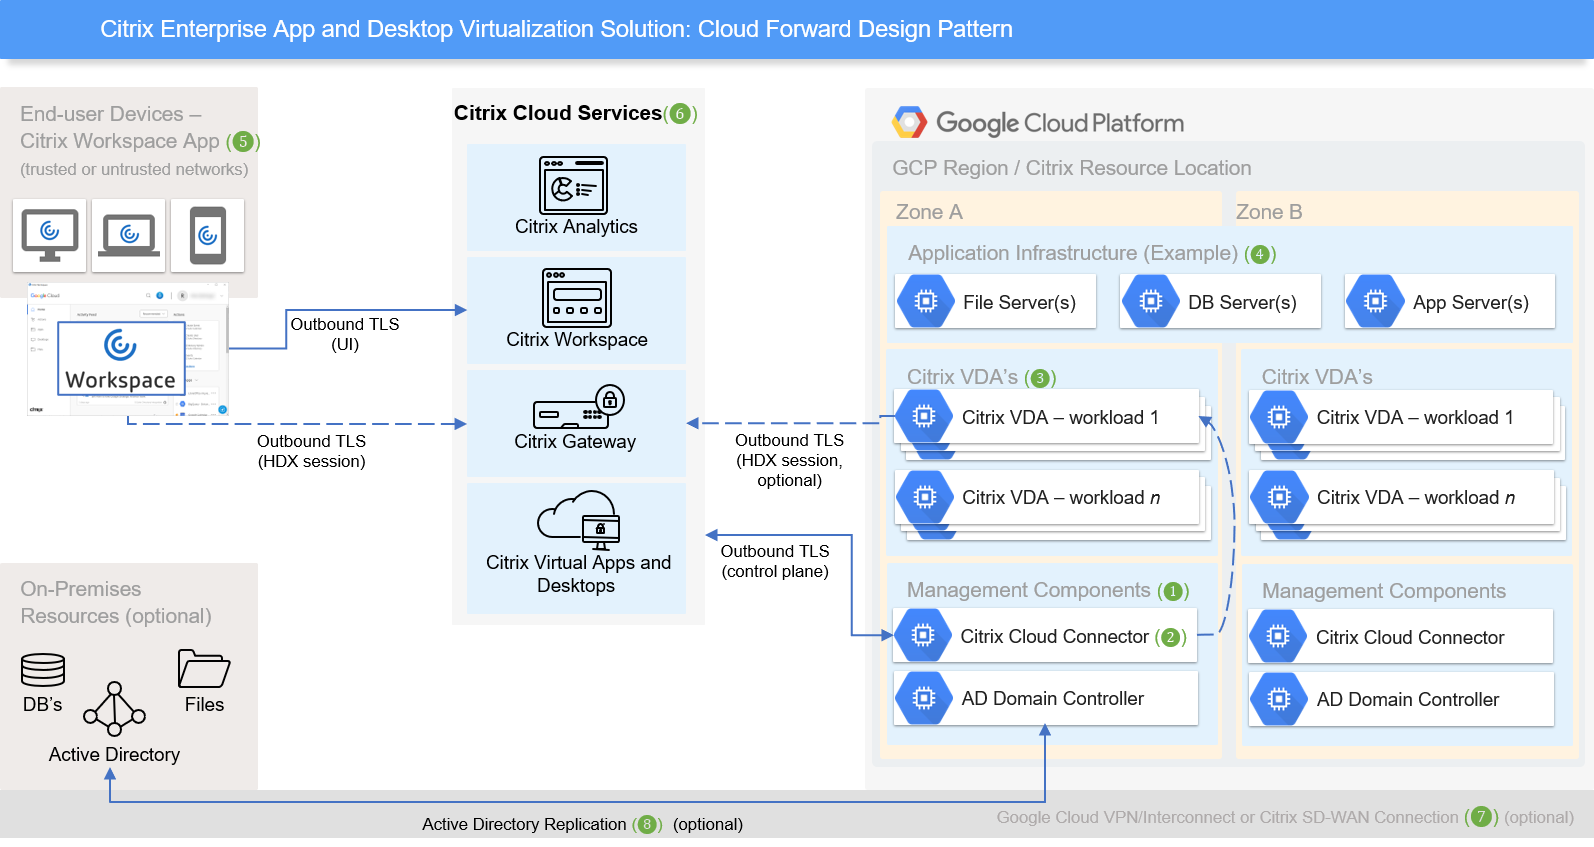 Citrix Enterprise App and Desktop Virtualization Solution: Cloud Forward Design Pattern
End-user Devices –
Citrix Workspace App (5)
(trusted or untrusted networks)
Google Cloud
Workspace
citrix
Outbound TLS
(UI)
Outbound TLS
(HDX session)
On-Premises
Resources (optional)
DB's
Files
Active Directory
Citrix Cloud Services(6)
Citrix Analytics
Citrix Workspace
Citrix Gateway
Citrix Virtual Apps and
Desktops
Outbound TLS
(HDX session,
optional)
Outbound TLS
(control plane)
Google Cloud Platform
GCP Region / Citrix Resource Location
Zone A
Zone B
Application Infrastructure (Example) (4)
File Server(s)
DB Server(s)
App Server(s)
Citrix VDA's (3)
Citrix VDA – workload 1
Citrix VDA – workload n
Management Components (1)
Citrix Cloud Connector (2)
AD Domain Controller
Citrix VDA's
Citrix VDA – workload 1
Citrix VDA – workload n
Management Components
Citrix Cloud Connector
AD Domain Controller
Active Directory Replication (8) (optional)
Google Cloud VPN/Interconnect or Citrix SD-WAN Connection (7) (optional)